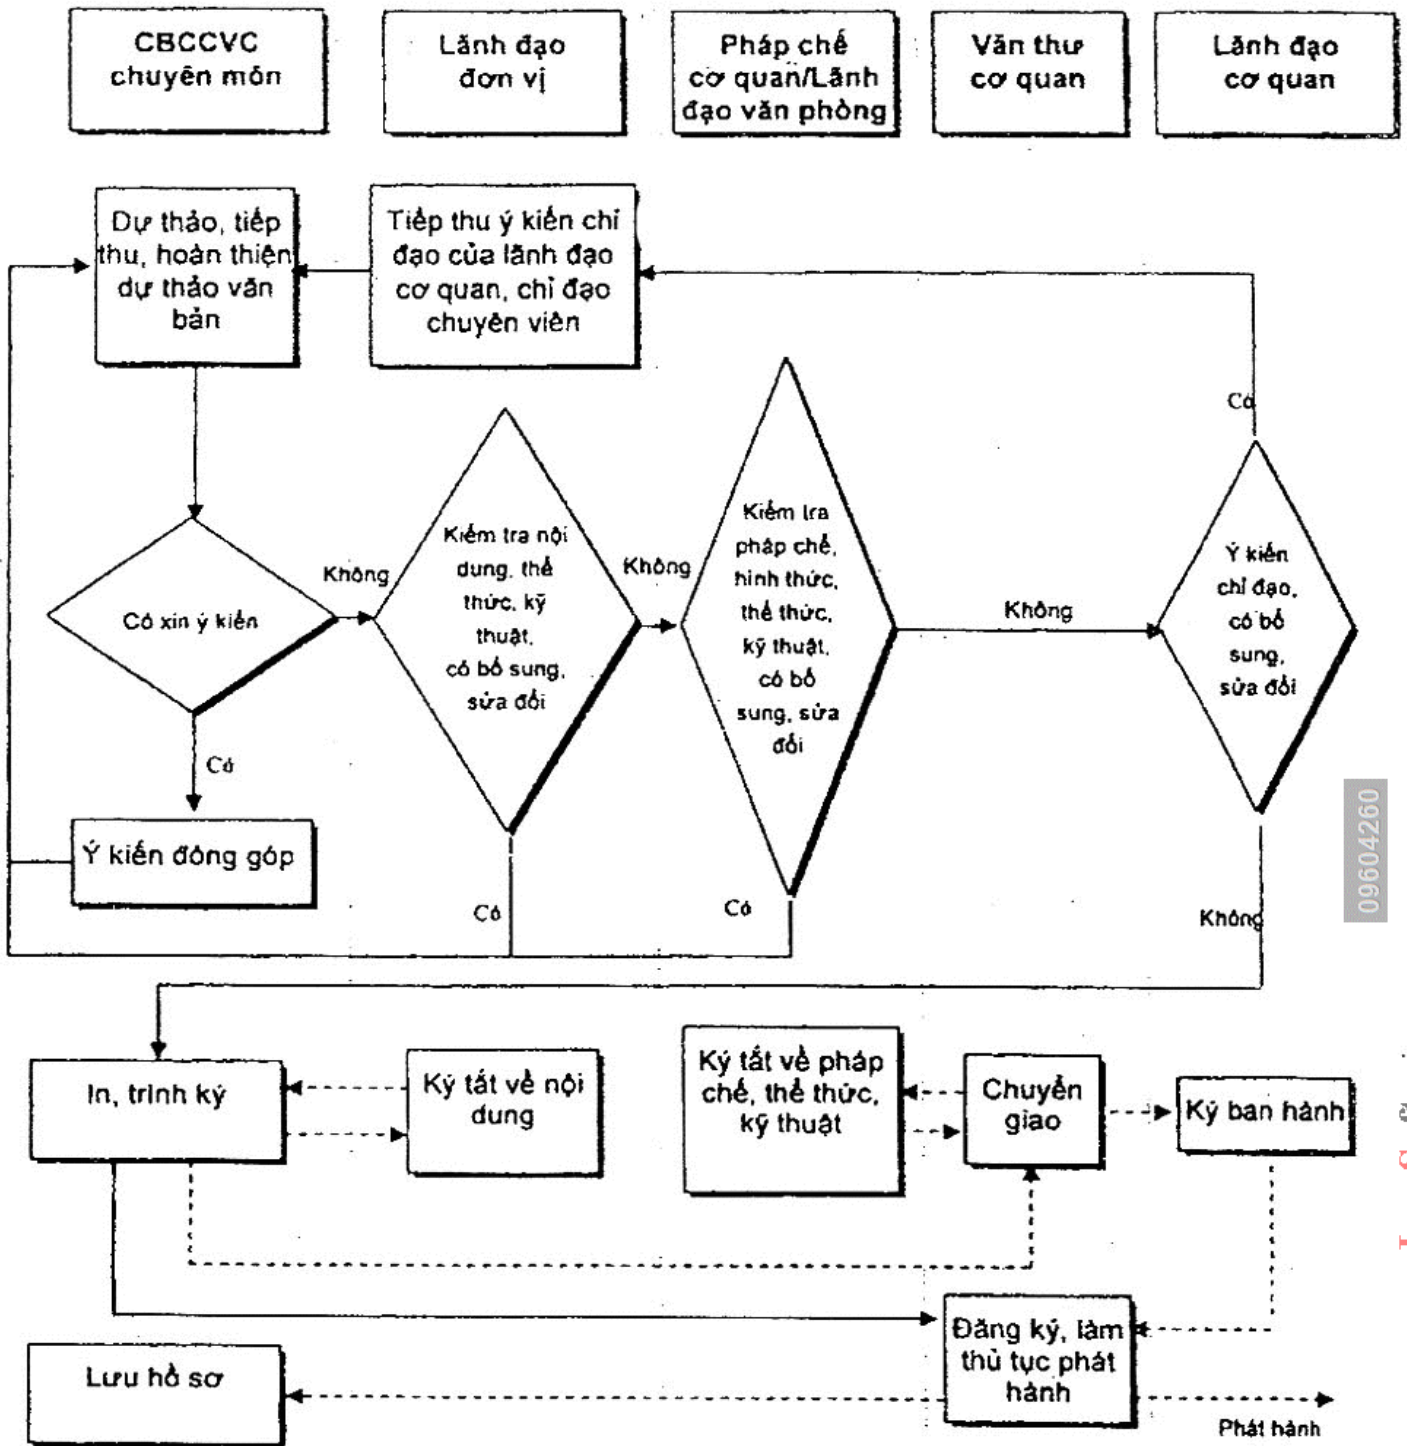 CBCCVC
chuyên môn
Lãnh đạo
đơn vị
Pháp chế
cơ quan/Lãnh
đạo văn phòng
Văn thư
cơ quan
Lãnh đạo
cơ quan
Dự thảo, tiếp
thu, hoàn thiện
dự thảo văn
bản
Tiếp thu ý kiến chỉ
đạo của lãnh đạo
cơ quan, chỉ đạo
chuyên viên
Có
Có xin ý kiến
Không
Kiểm tra nội
dung, thể
thức, kỹ
thuật,
có bổ sung,
sửa đổi
Không
Kiểm tra
pháp chế,
hình thức,
thể thức,
kỹ thuật,
có bổ
sung, sửa
đổi
Không
Ý kiến
chỉ đạo,
có bổ
sung,
sửa đổi
Có
Ý kiến đóng góp
Có
Có
Không
09604260
In, trình ký
Ký tắt về nội
dung
Ký tắt về pháp
chế, thể thức,
kỹ thuật
Chuyển
giao
Ký ban hành
Đăng ký, làm
thủ tục phát
hành
Lưu hồ sơ
Phát hành